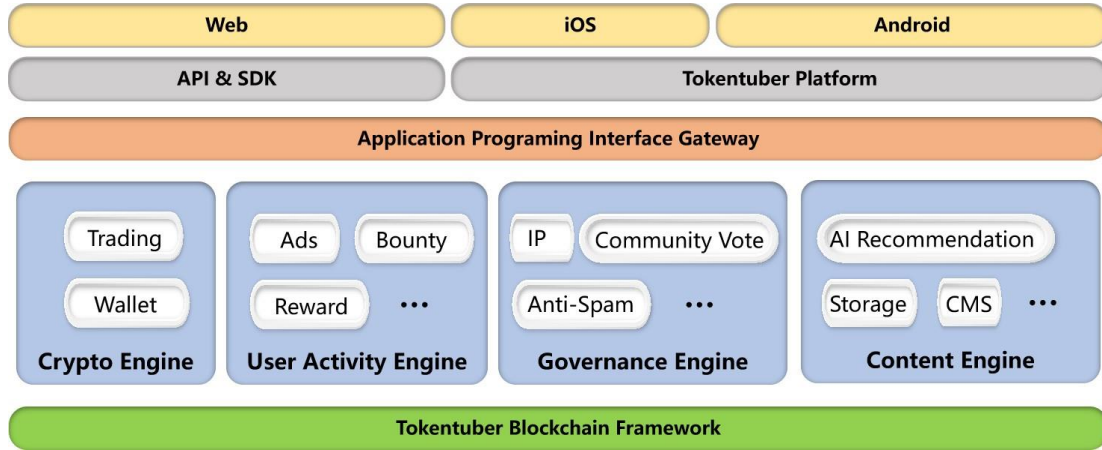 Web iOS Android
API & SDK Tokentuber Platform
Application Programing Interface Gateway
Trading
Wallet
Crypto Engine
Ads Bounty
Reward ...
User Activity Engine
IP Community Vote
Anti-Spam ...
Governance Engine
AI Recommendation
Storage CMS ...
Content Engine
Tokentuber Blockchain Framework